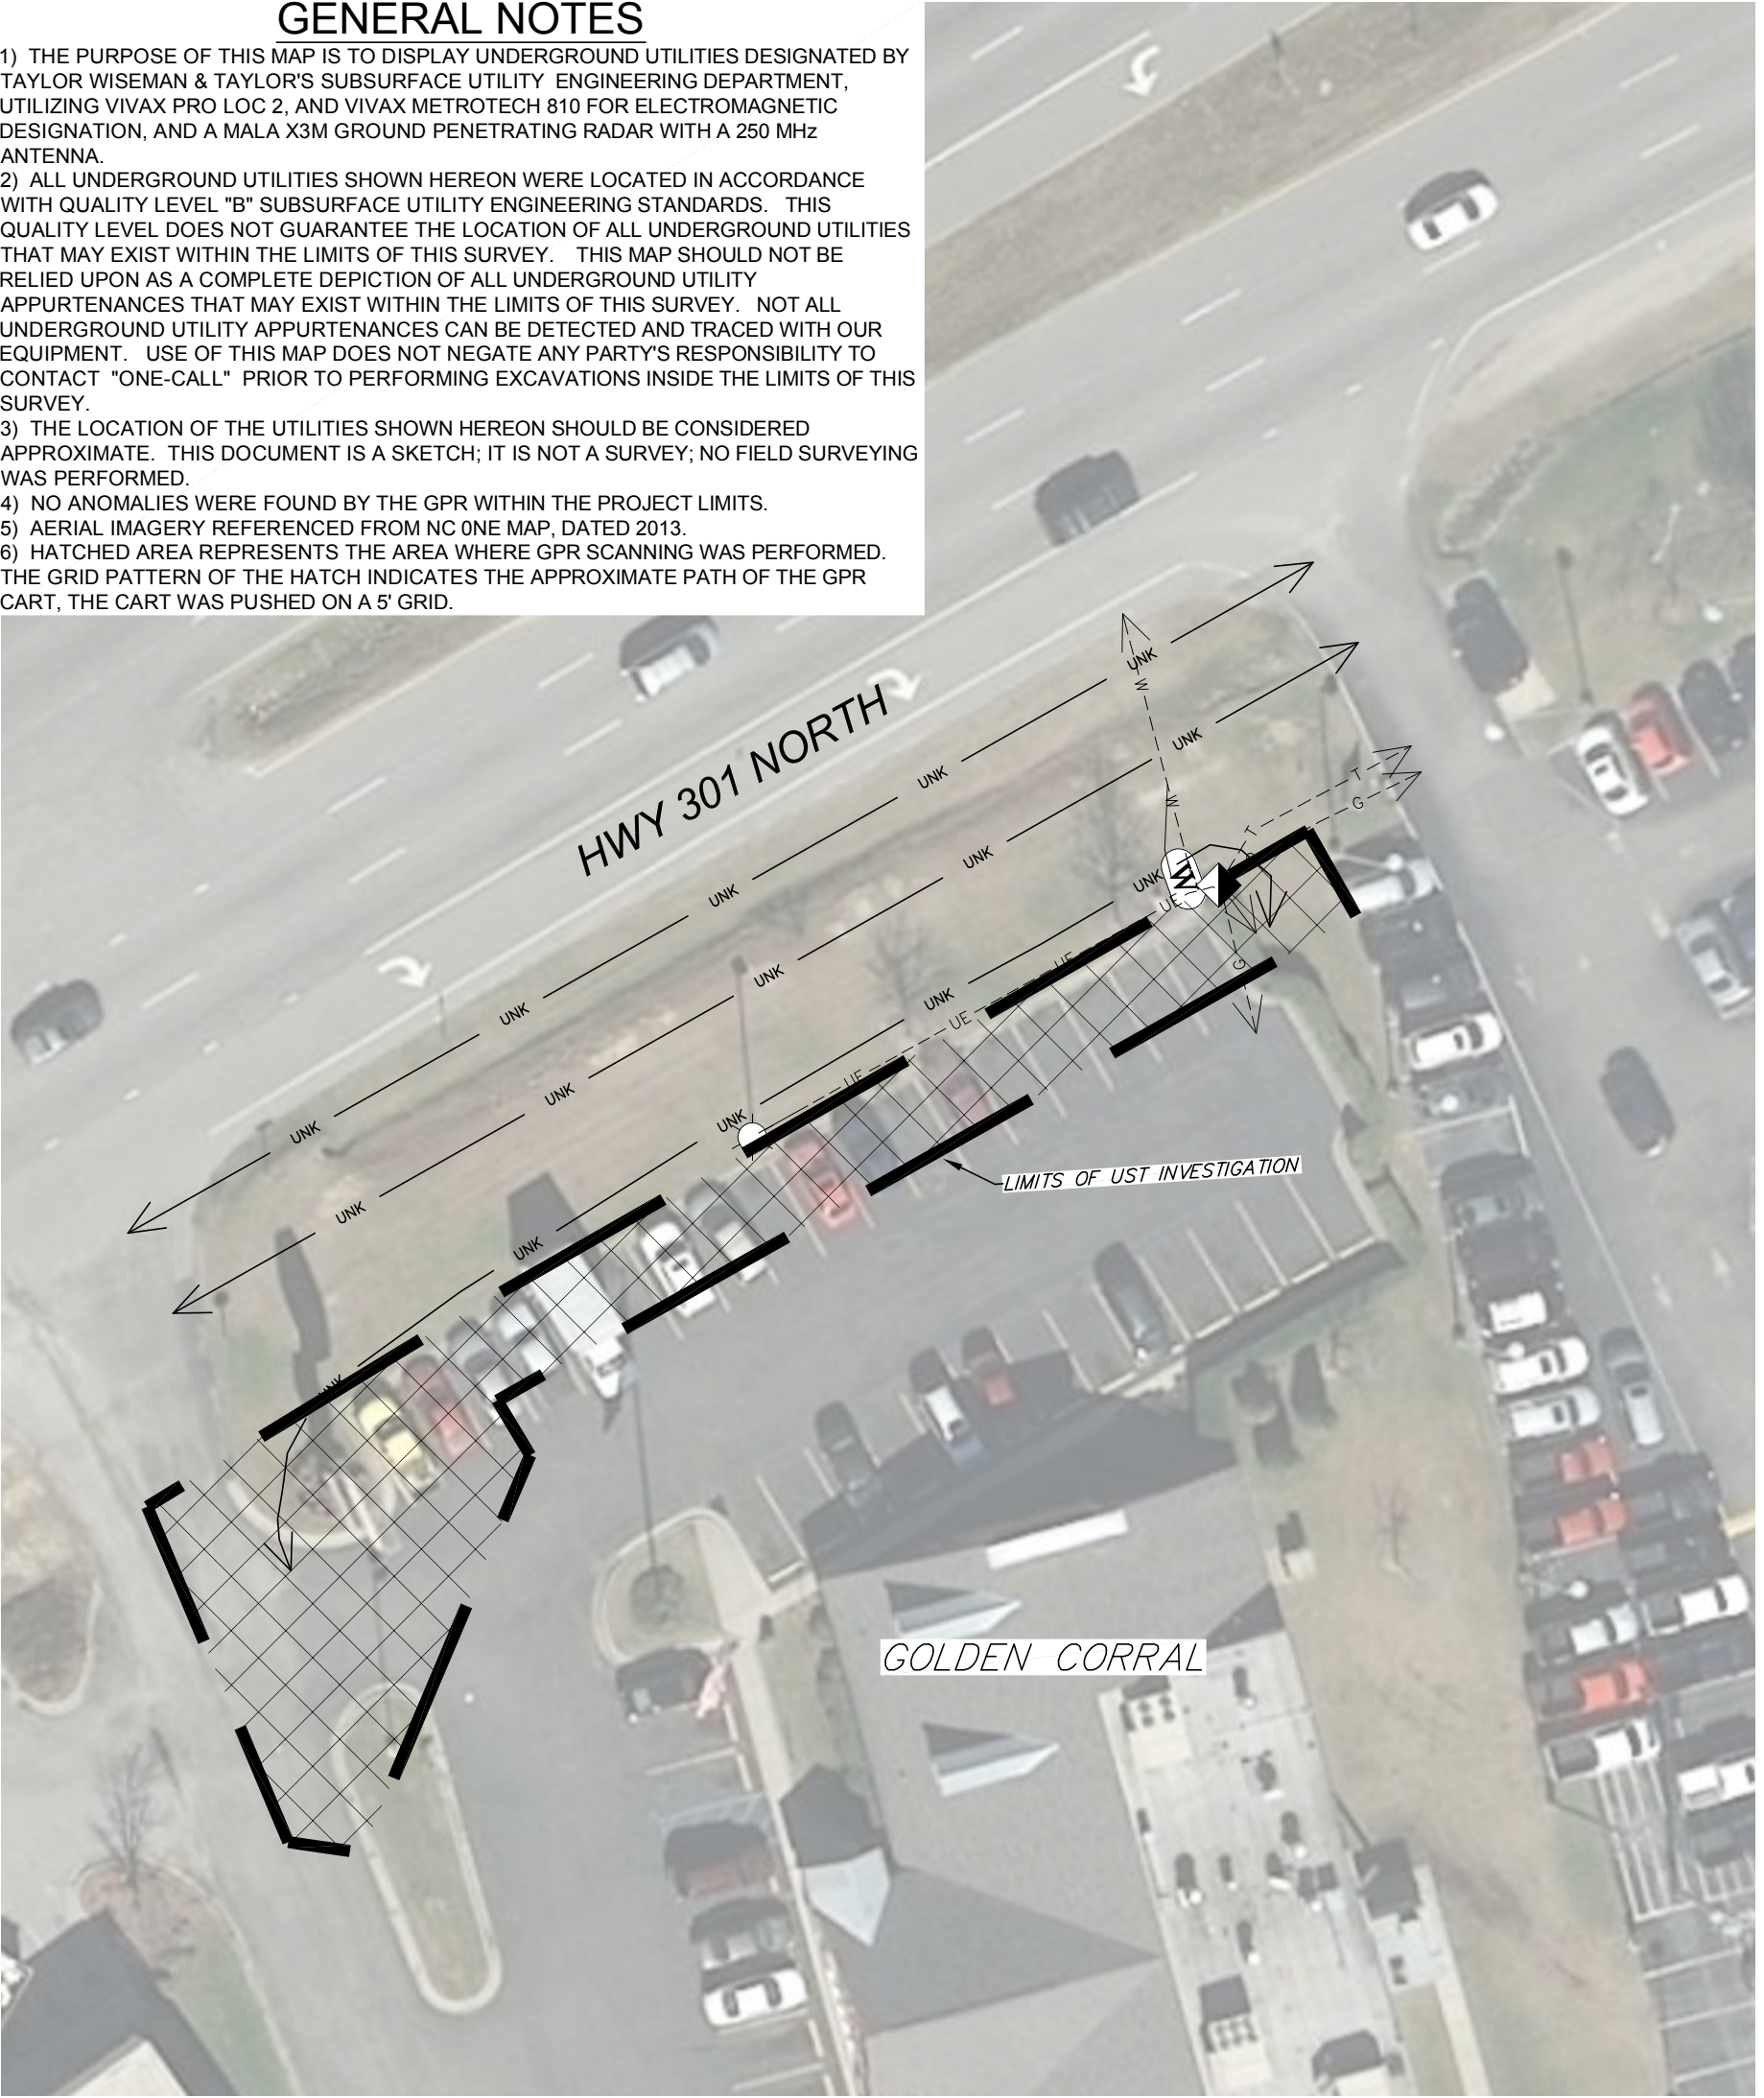 GENERAL NOTES
1) THE PURPOSE OF THIS MAP IS TO DISPLAY UNDERGROUND UTILITIES DESIGNATED BY
TAYLOR WISEMAN & TAYLOR'S SUBSURFACE UTILITY ENGINEERING DEPARTMENT,
UTILIZING VIVAX PRO LOC 2, AND VIVAX METROTECH 810 FOR ELECTROMAGNETIC
DESIGNATION, AND A MALA X3M GROUND PENETRATING RADAR WITH A 250 MHz
ANTENNA.
2) ALL UNDERGROUND UTILITIES SHOWN HEREON WERE LOCATED IN ACCORDANCE
WITH QUALITY LEVEL "B" SUBSURFACE UTILITY ENGINEERING STANDARDS. THIS
QUALITY LEVEL DOES NOT GUARANTEE THE LOCATION OF ALL UNDERGROUND UTILITIES
THAT MAY EXIST WITHIN THE LIMITS OF THIS SURVEY. THIS MAP SHOULD NOT BE
RELIED UPON AS A COMPLETE DEPICTION OF ALL UNDERGROUND UTILITY
APPURTENANCES THAT MAY EXIST WITHIN THE LIMITS OF THIS SURVEY. NOT ALL
UNDERGROUND UTILITY APPURTENANCES CAN BE DETECTED AND TRACED WITH OUR
EQUIPMENT. USE OF THIS MAP DOES NOT NEGATE ANY PARTY'S RESPONSIBILITY TO
CONTACT "ONE-CALL" PRIOR TO PERFORMING EXCAVATIONS INSIDE THE LIMITS OF THIS
SURVEY.
3) THE LOCATION OF THE UTILITIES SHOWN HEREON SHOULD BE CONSIDERED
APPROXIMATE. THIS DOCUMENT IS A SKETCH; IT IS NOT A SURVEY; NO FIELD SURVEYING
WAS PERFORMED.
4) NO ANOMALIES WERE FOUND BY THE GPR WITHIN THE PROJECT LIMITS.
5) AERIAL IMAGERY REFERENCED FROM NC 0NE MAP, DATED 2013.
6) HATCHED AREA REPRESENTS THE AREA WHERE GPR SCANNING WAS PERFORMED.
THE GRID PATTERN OF THE HATCH INDICATES THE APPROXIMATE PATH OF THE GPR
CART, THE CART WAS PUSHED ON A 5' GRID.
UNK
W
HWY 301 NORTH
UNK
UNK
T
G
W
T
UNK
UNK
UNK
W
UE
UNK
UNK
UE
G
UNK
UE
UNK
UNK
UE
UNK
UNK
LIMITS OF UST INVESTIGATION
UNK
UNK
UNK
GOLDEN CORRAL